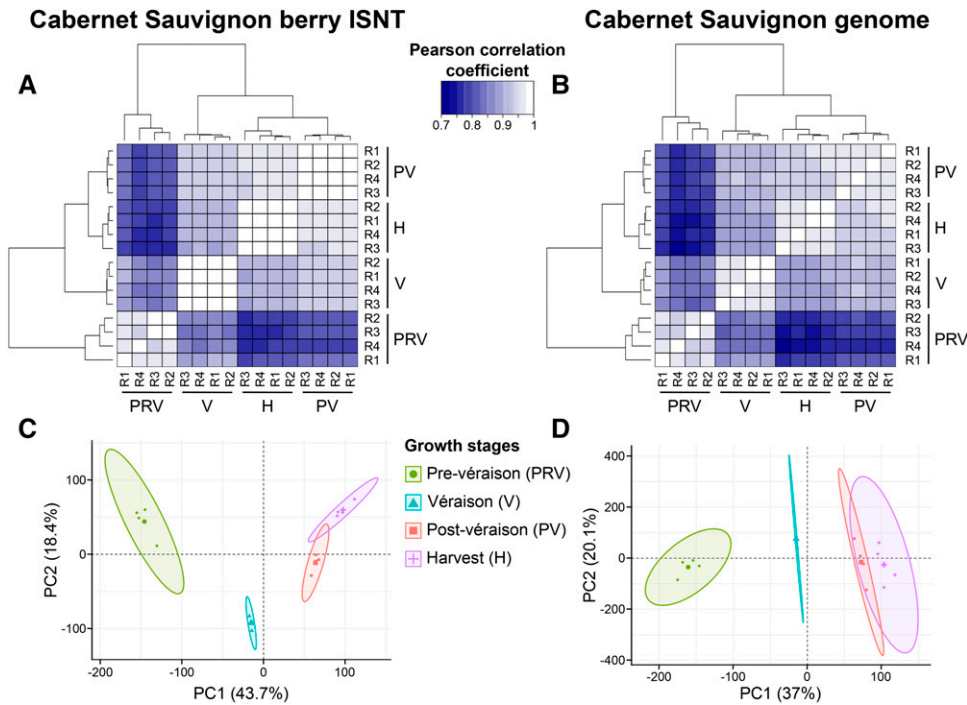 Cabernet Sauvignon berry ISNT
Cabernet Sauvignon genome
A
Pearson correlation
coefficient
0.7 0.8 0.9 1
B
R1
R2
R4
R3
PV
R2
R1
R4
R3
H
R2
R1
R4
R3
V
R2
R3
R4
R1
PRV
R1 R4 R3 R2 R3 R4 R1 R2 R3 R4 R1 R2 R3 R4 R2 R1
PRV V H PV
R1
R2
R4
R3
PV
R2
R4
R1
R3
H
R1
R2
R4
R3
V
R2
R3
R4
R1
PRV
R1 R4 R3 R2 R3 R4 R2 R1 R3 R1 R4 R2 R3 R4 R2 R1
PRV V H PV
C
PC2 (18.4%)
100
0
-100
-200 -100 0 100
PC1 (43.7%)
Growth stages
Pre-véraison (PRV)
Véraison (V)
Post-véraison (PV)
Harvest (H)
D
PC2 (20.1%)
400
200
0
-200
-400
-200 -100 0 100
PC1 (37%)